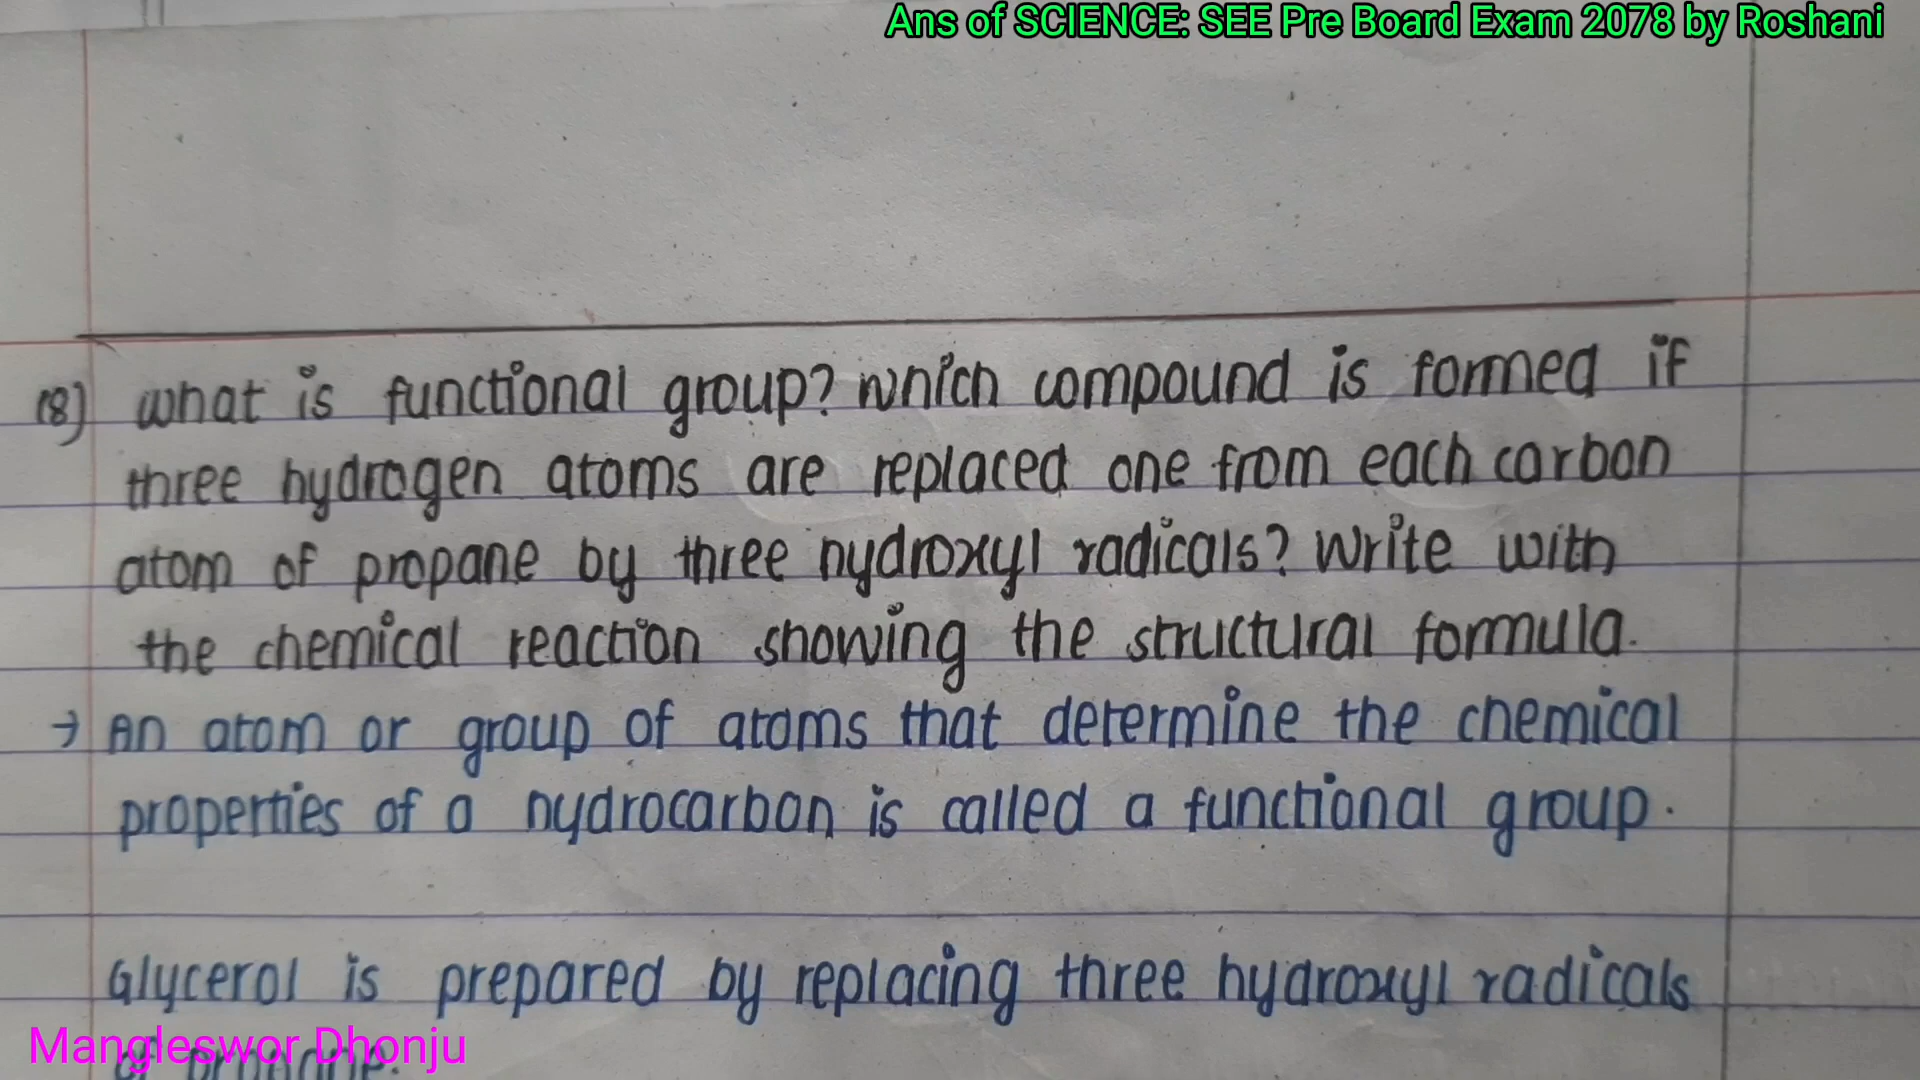 Ans of SCIENCE: SEE Pre Board Exam 2078 by Roshani
18) What is functional group? Which compound is formed if
three hydrogen atoms are replaced one from each carbon
atom of propane by three hydroxyl radicals? Write with
the chemical reaction showing the structural formula.
→ An atom or group of atoms that determine the chemical
properties of a hydrocarbon is called a functional group.
Glycerol is prepared by replacing three hydroxyl radicals
of propane.
Mangleswor Dhonju